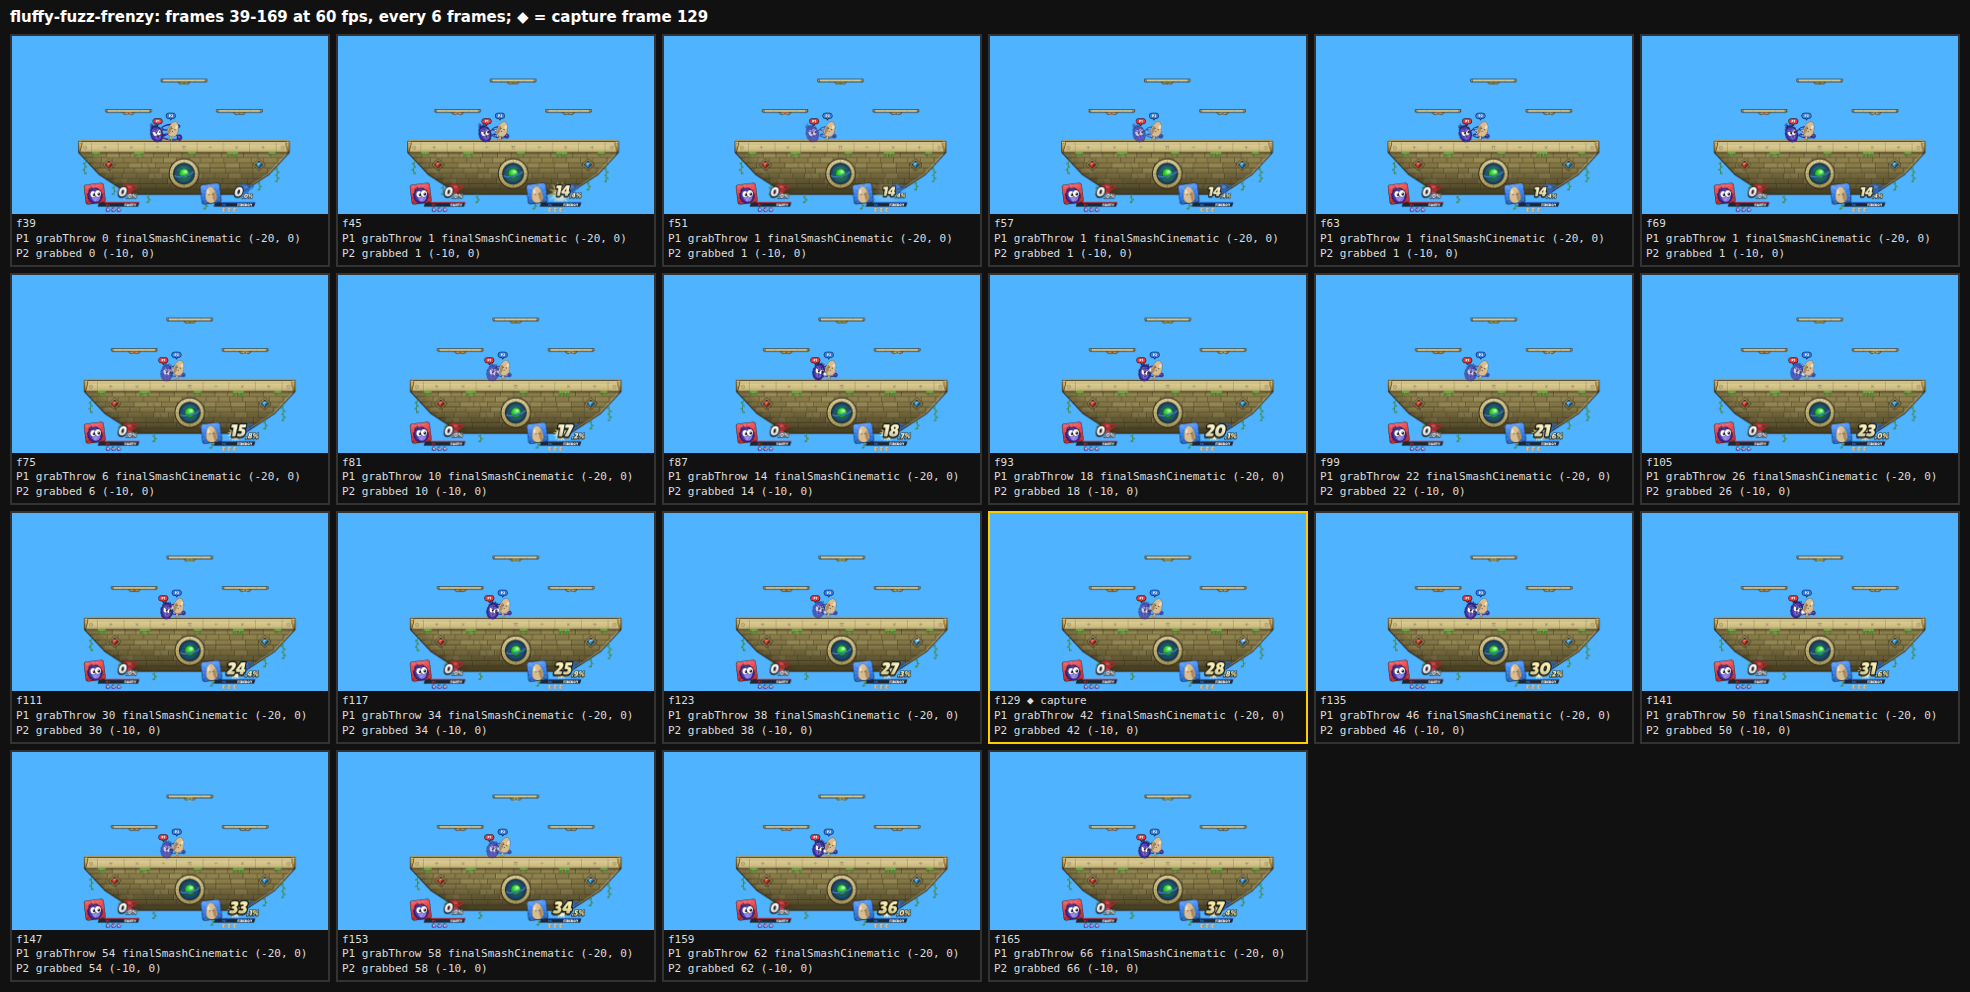 fluffy-fuzz-frenzy: frames 39-169 at 60 fps, every 6 frames; ◆ = capture frame 129
f39
P1 grabThrow 0 finalSmashCinematic (-20, 0)
P2 grabbed 0 (-10, 0)
f45
P1 grabThrow 1 finalSmashCinematic (-20, 0)
P2 grabbed 1 (-10, 0)
f51
P1 grabThrow 1 finalSmashCinematic (-20, 0)
P2 grabbed 1 (-10, 0)
f57
P1 grabThrow 1 finalSmashCinematic (-20, 0)
P2 grabbed 1 (-10, 0)
f63
P1 grabThrow 1 finalSmashCinematic (-20, 0)
P2 grabbed 1 (-10, 0)
f69
P1 grabThrow 1 finalSmashCinematic (-20, 0)
P2 grabbed 1 (-10, 0)
f75
P1 grabThrow 6 finalSmashCinematic (-20, 0)
P2 grabbed 6 (-10, 0)
f81
P1 grabThrow 10 finalSmashCinematic (-20, 0)
P2 grabbed 10 (-10, 0)
f87
P1 grabThrow 14 finalSmashCinematic (-20, 0)
P2 grabbed 14 (-10, 0)
f93
P1 grabThrow 18 finalSmashCinematic (-20, 0)
P2 grabbed 18 (-10, 0)
f99
P1 grabThrow 22 finalSmashCinematic (-20, 0)
P2 grabbed 22 (-10, 0)
f105
P1 grabThrow 26 finalSmashCinematic (-20, 0)
P2 grabbed 26 (-10, 0)
f111
P1 grabThrow 30 finalSmashCinematic (-20, 0)
P2 grabbed 30 (-10, 0)
f117
P1 grabThrow 34 finalSmashCinematic (-20, 0)
P2 grabbed 34 (-10, 0)
f123
P1 grabThrow 38 finalSmashCinematic (-20, 0)
P2 grabbed 38 (-10, 0)
f129 ◆ capture
P1 grabThrow 42 finalSmashCinematic (-20, 0)
P2 grabbed 42 (-10, 0)
f135
P1 grabThrow 46 finalSmashCinematic (-20, 0)
P2 grabbed 46 (-10, 0)
f141
P1 grabThrow 50 finalSmashCinematic (-20, 0)
P2 grabbed 50 (-10, 0)
f147
P1 grabThrow 54 finalSmashCinematic (-20, 0)
P2 grabbed 54 (-10, 0)
f153
P1 grabThrow 58 finalSmashCinematic (-20, 0)
P2 grabbed 58 (-10, 0)
f159
P1 grabThrow 62 finalSmashCinematic (-20, 0)
P2 grabbed 62 (-10, 0)
f165
P1 grabThrow 66 finalSmashCinematic (-20, 0)
P2 grabbed 66 (-10, 0)